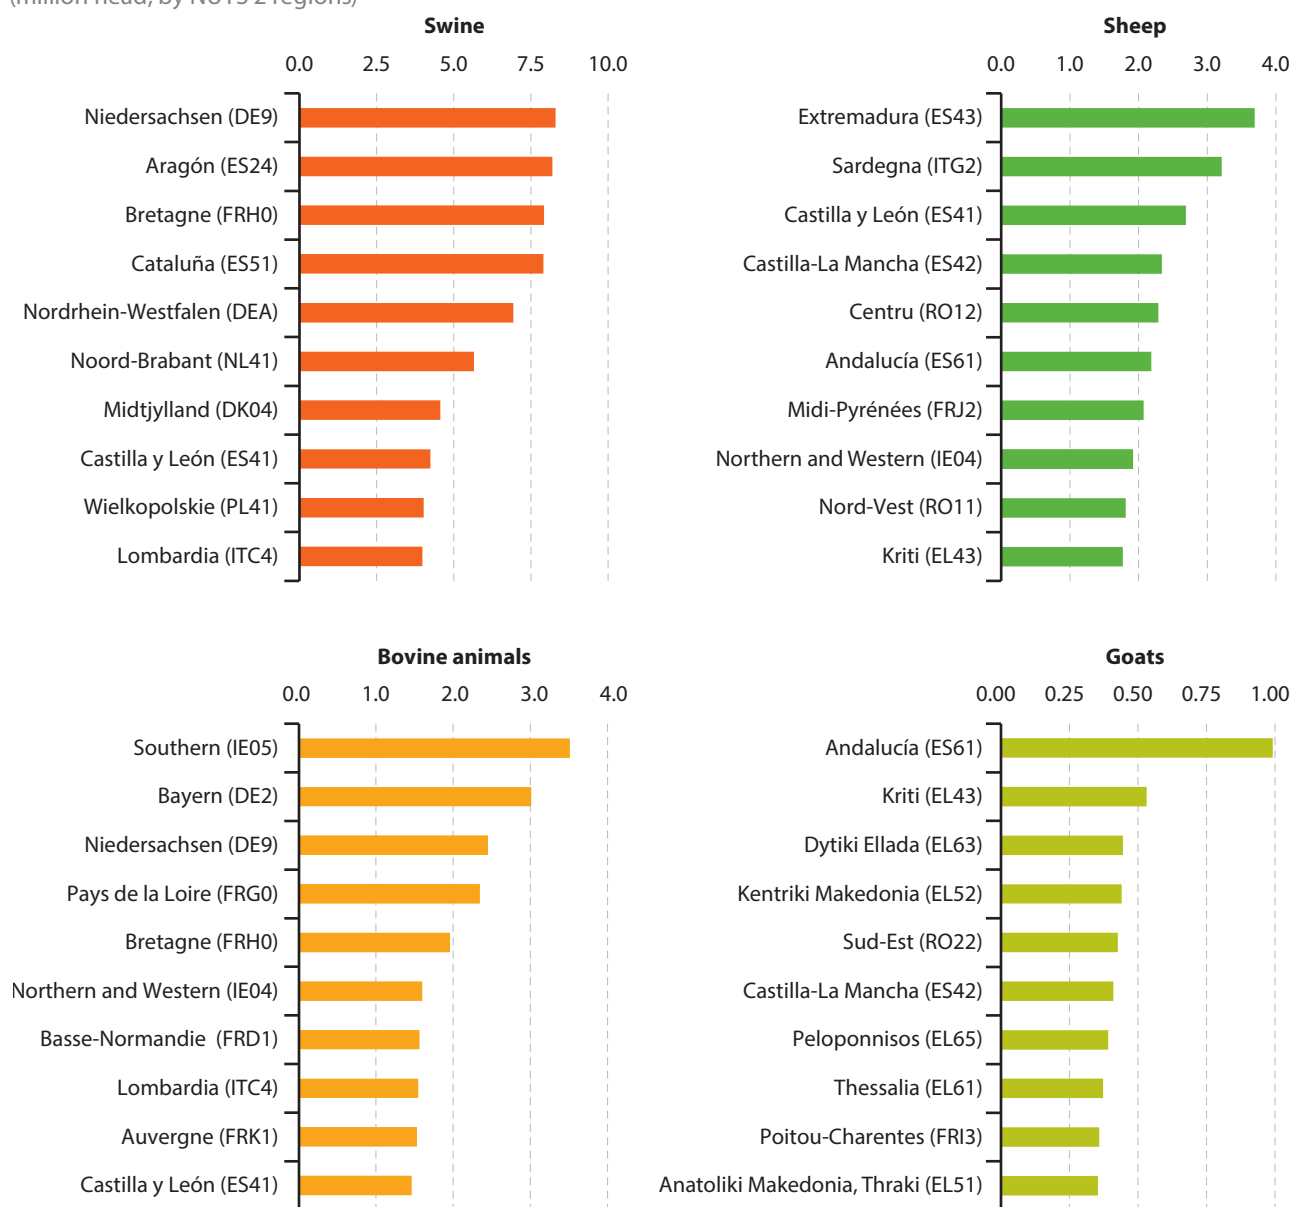 (million head, by NUTS 2 regions)
Swine
0.0 2.5 5.0 7.5 10.0
Niedersachsen (DE9)
Aragón (ES24)
Bretagne (FRH0)
Cataluña (ES51)
Nordrhein-Westfalen (DEA)
Noord-Brabant (NL41)
Midtjylland (DK04)
Castilla y León (ES41)
Wielkopolskie (PL41)
Lombardia (ITC4)
Sheep
0.0 1.0 2.0 3.0 4.0
Extremadura (ES43)
Sardegna (ITG2)
Castilla y León (ES41)
Castilla-La Mancha (ES42)
Centru (RO12)
Andalucía (ES61)
Midi-Pyrénées (FRJ2)
Northern and Western (IE04)
Nord-Vest (RO11)
Kriti (EL43)
Bovine animals
0.0 1.0 2.0 3.0 4.0
Southern (IE05)
Bayern (DE2)
Niedersachsen (DE9)
Pays de la Loire (FRG0)
Bretagne (FRH0)
Northern and Western (IE04)
Basse-Normandie (FRD1)
Lombardia (ITC4)
Auvergne (FRK1)
Castilla y León (ES41)
Goats
0.00 0.25 0.50 0.75 1.00
Andalucía (ES61)
Kriti (EL43)
Dytiki Ellada (EL63)
Kentriki Makedonia (EL52)
Sud-Est (RO22)
Castilla-La Mancha (ES42)
Peloponnisos (EL65)
Thessalia (EL61)
Poitou-Charentes (FRI3)
Anatoliki Makedonia, Thraki (EL51)